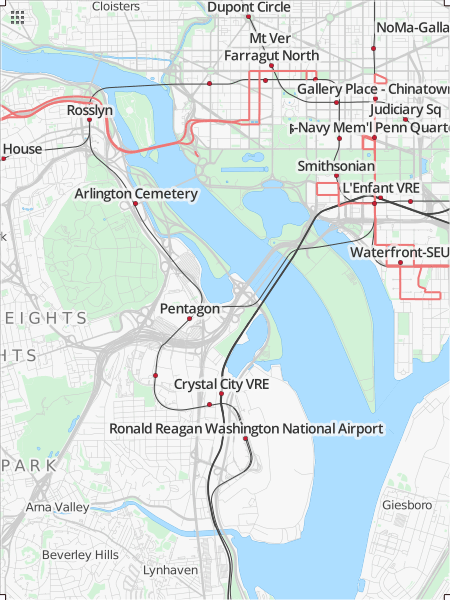 Cloisters
Dupont Circle
NoMa-Galla
Mt Ver
Farragut North
Gallery Place - Chinatown
Rosslyn
Judiciary Sq
-Navy Mem'l Penn Quarte
House
Smithsonian
L'Enfant VRE
Arlington Cemetery
Waterfront-SEU
Pentagon
EIGHTS
HTS
Crystal City VRE
Ronald Reagan Washington National Airport
PARK
Arna Valley
Giesboro
Beverley Hills
Lynhaven